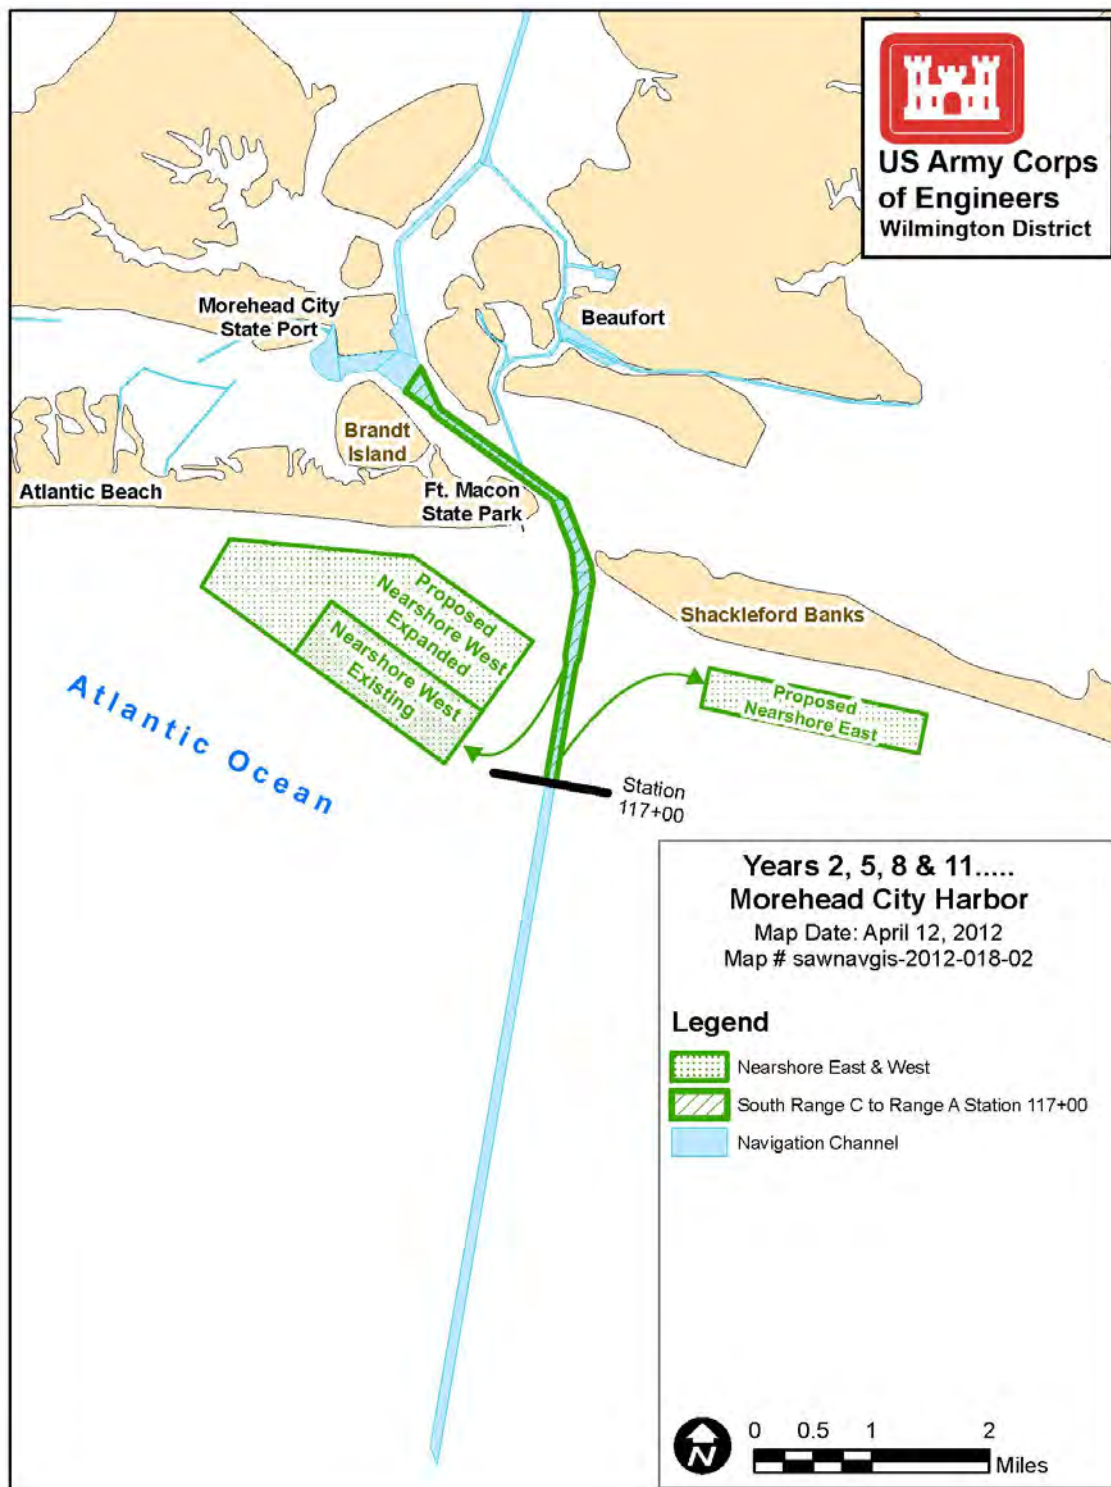 US Army Corps
of Engineers
Wilmington District
Morehead City
State Port
Beaufort
Brandt
Island
Atlantic Beach
Ft. Macon
State Park
Proposed
Nearshore West
Expanded
Nearshore West
Existing
Shackleford Banks
Proposed
Nearshore East
Atlantic Ocean
Station
117+00
Years 2, 5, 8 & 11.....
Morehead City Harbor
Map Date: April 12, 2012
Map # sawnavgis-2012-018-02
Legend
Nearshore East & West
South Range C to Range A Station 117+00
Navigation Channel
N
0 0.5 1 2
Miles